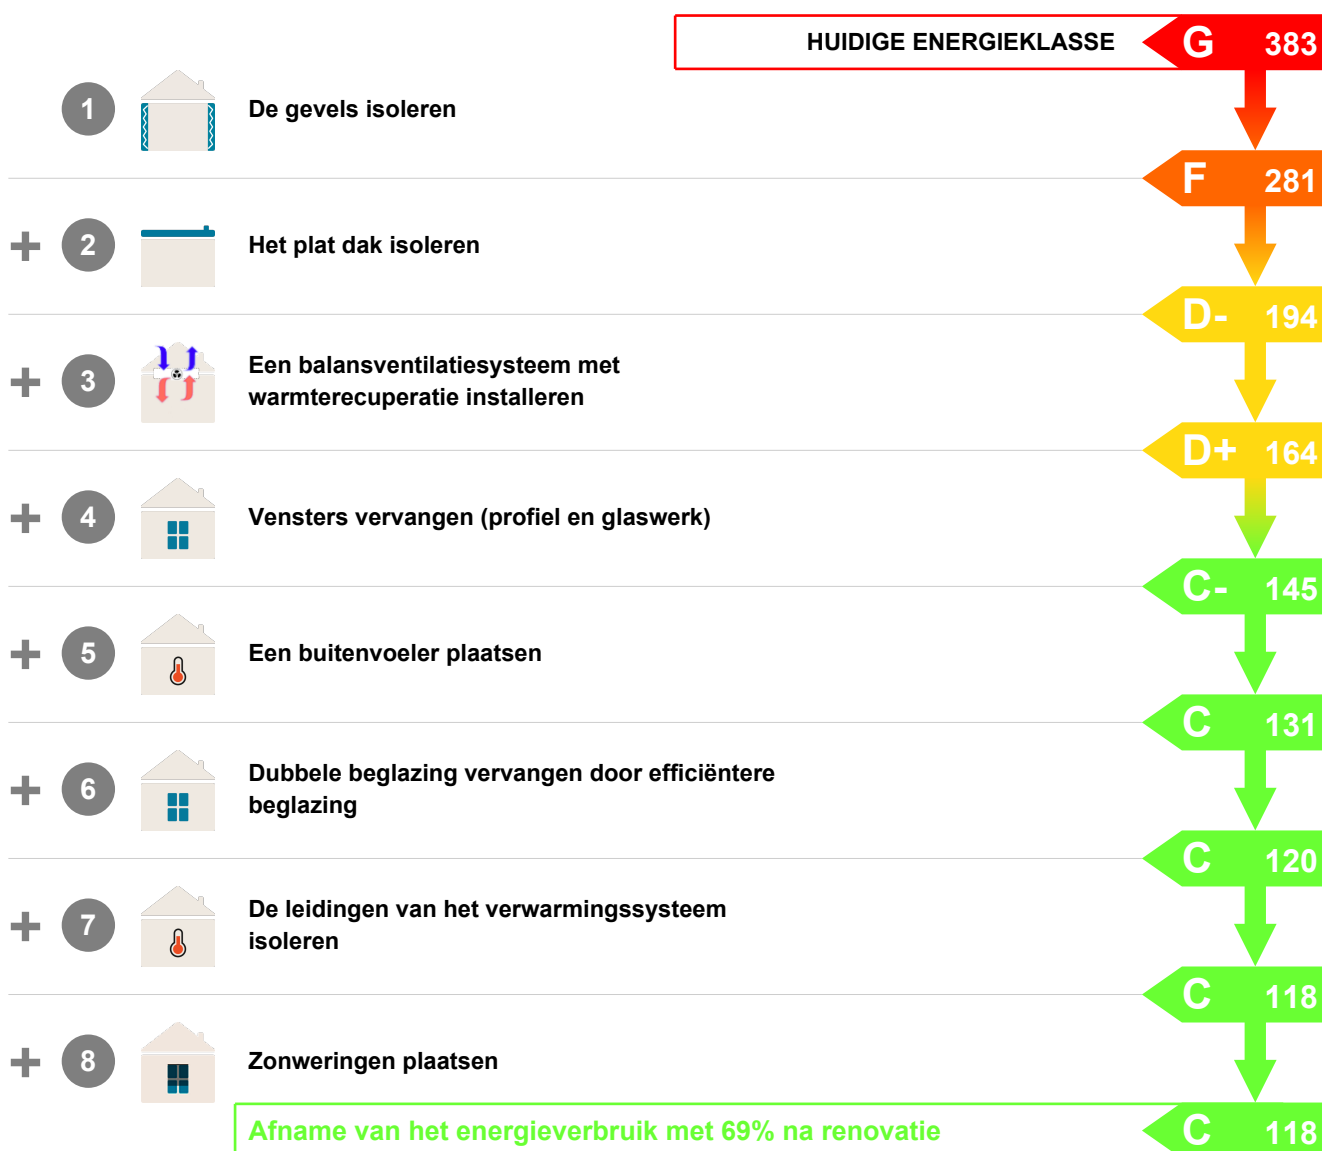 HUIDIGE ENERGIEKLASSE G 383
1 De gevels isoleren
F 281
+ 2 Het plat dak isoleren
D- 194
+ 3 Een balansventilatiesysteem met
warmterecuperatie installeren
D+ 164
+ 4 Vensters vervangen (profiel en glaswerk)
C- 145
+ 5 Een buitenvoeler plaatsen
C 131
+ 6 Dubbele beglazing vervangen door efficiëntere
beglazing
C 120
+ 7 De leidingen van het verwarmingssysteem
isoleren
C 118
+ 8 Zonweringen plaatsen
Afname van het energieverbruik met 69% na renovatie C 118